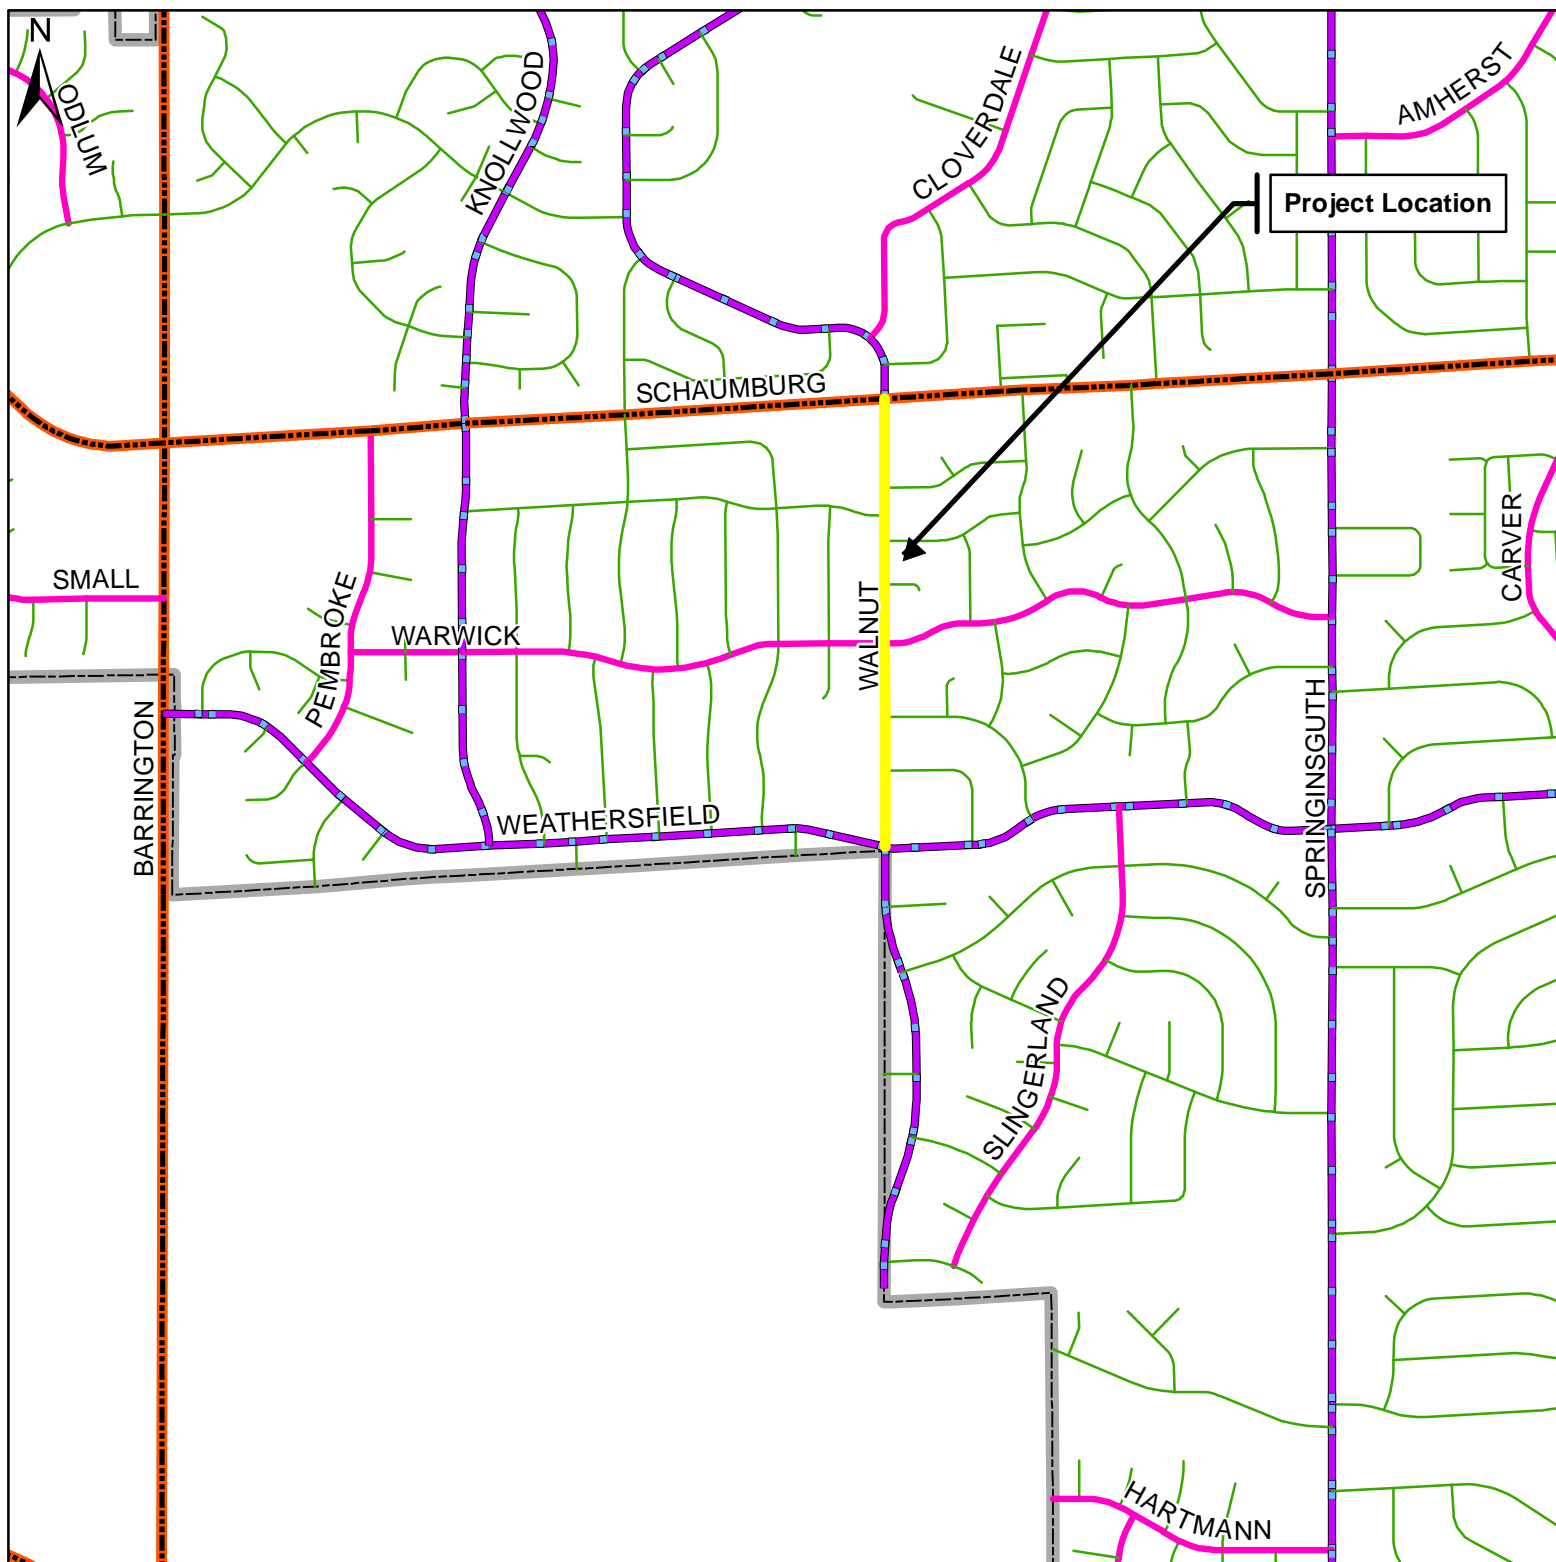 N
ODLUM
KNOLLWOOD
CLOVERDALE
AMHERST
Project Location
SCHAUMBURG
CARVER
SMALL
PEMBROKE
WARWICK
WALNUT
BARRINGTON
SPRINGINSGUTH
WEATHERSFIELD
SLINGERLAND
HARTMANN